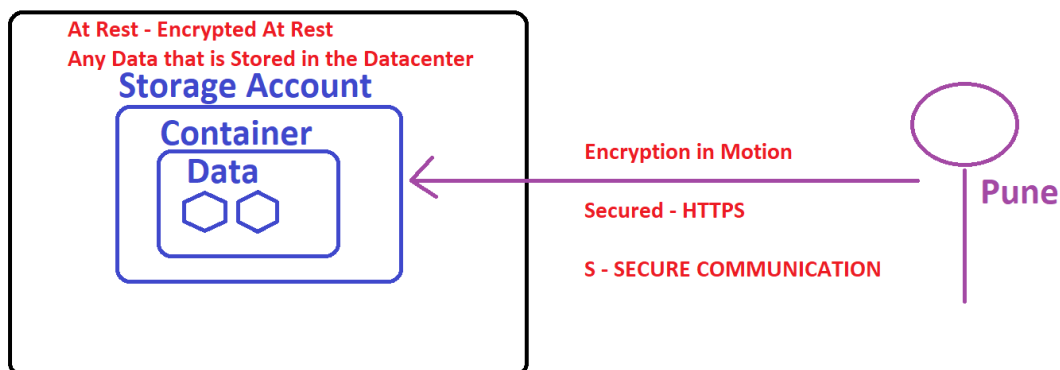 At Rest - Encrypted At Rest
Any Data that is Stored in the Datacenter
Storage Account
Container
Data
Encryption in Motion
Secured - HTTPS
S - SECURE COMMUNICATION
Pune